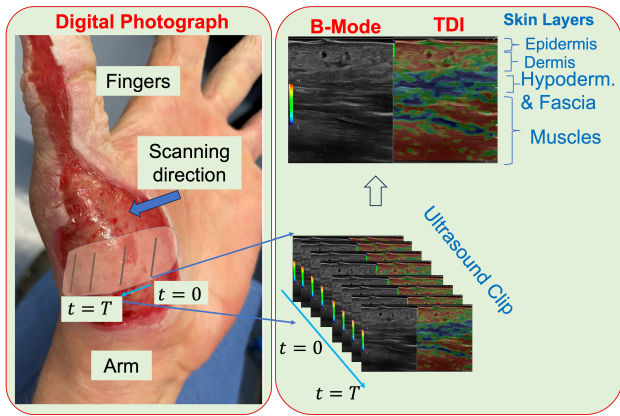 Digital Photograph
Fingers
Scanning
direction
t = T
t = 0
Arm
B-Mode
TDI
Skin Layers
Epidermis
Dermis
Hypoderm.
& Fascia
Muscles
Ultrasound Clip
t = 0
t = T